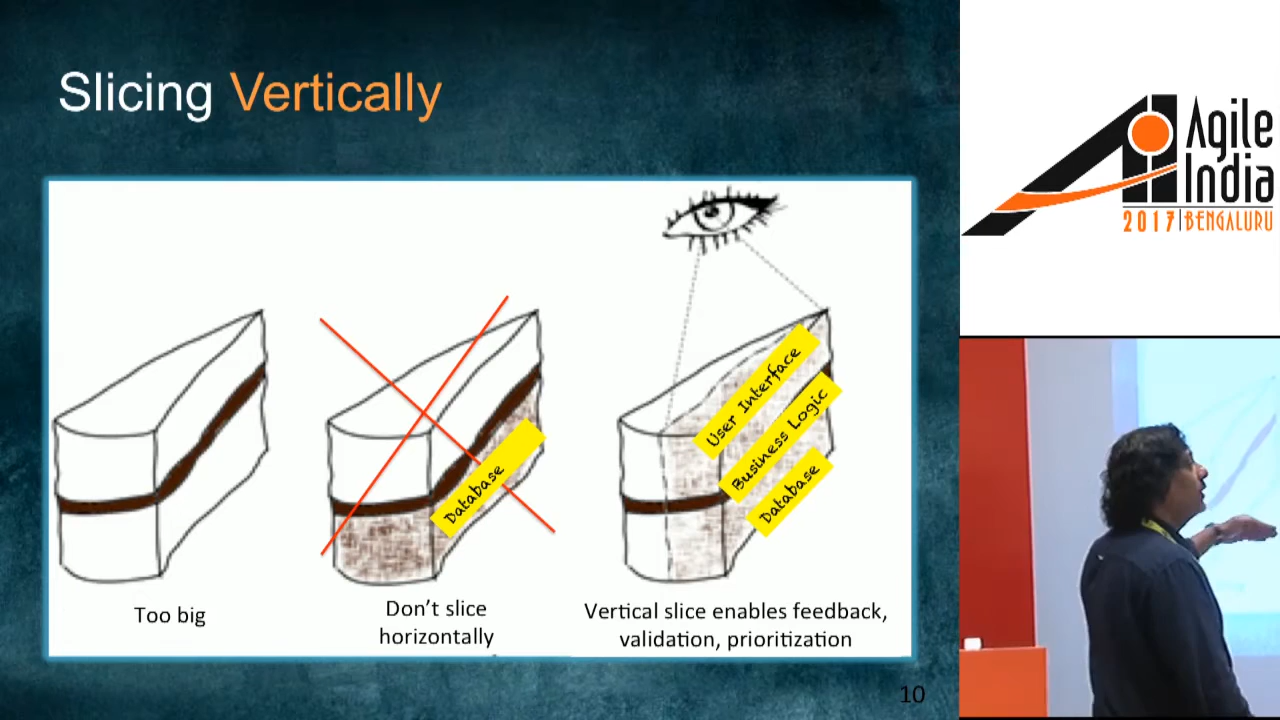 Slicing Vertically
Database
User Interface
Business Logic
Database
Too big
Don’t slice
horizontally
Vertical slice enables feedback,
validation, prioritization
10
Agile
India
2017 | BENGALURU